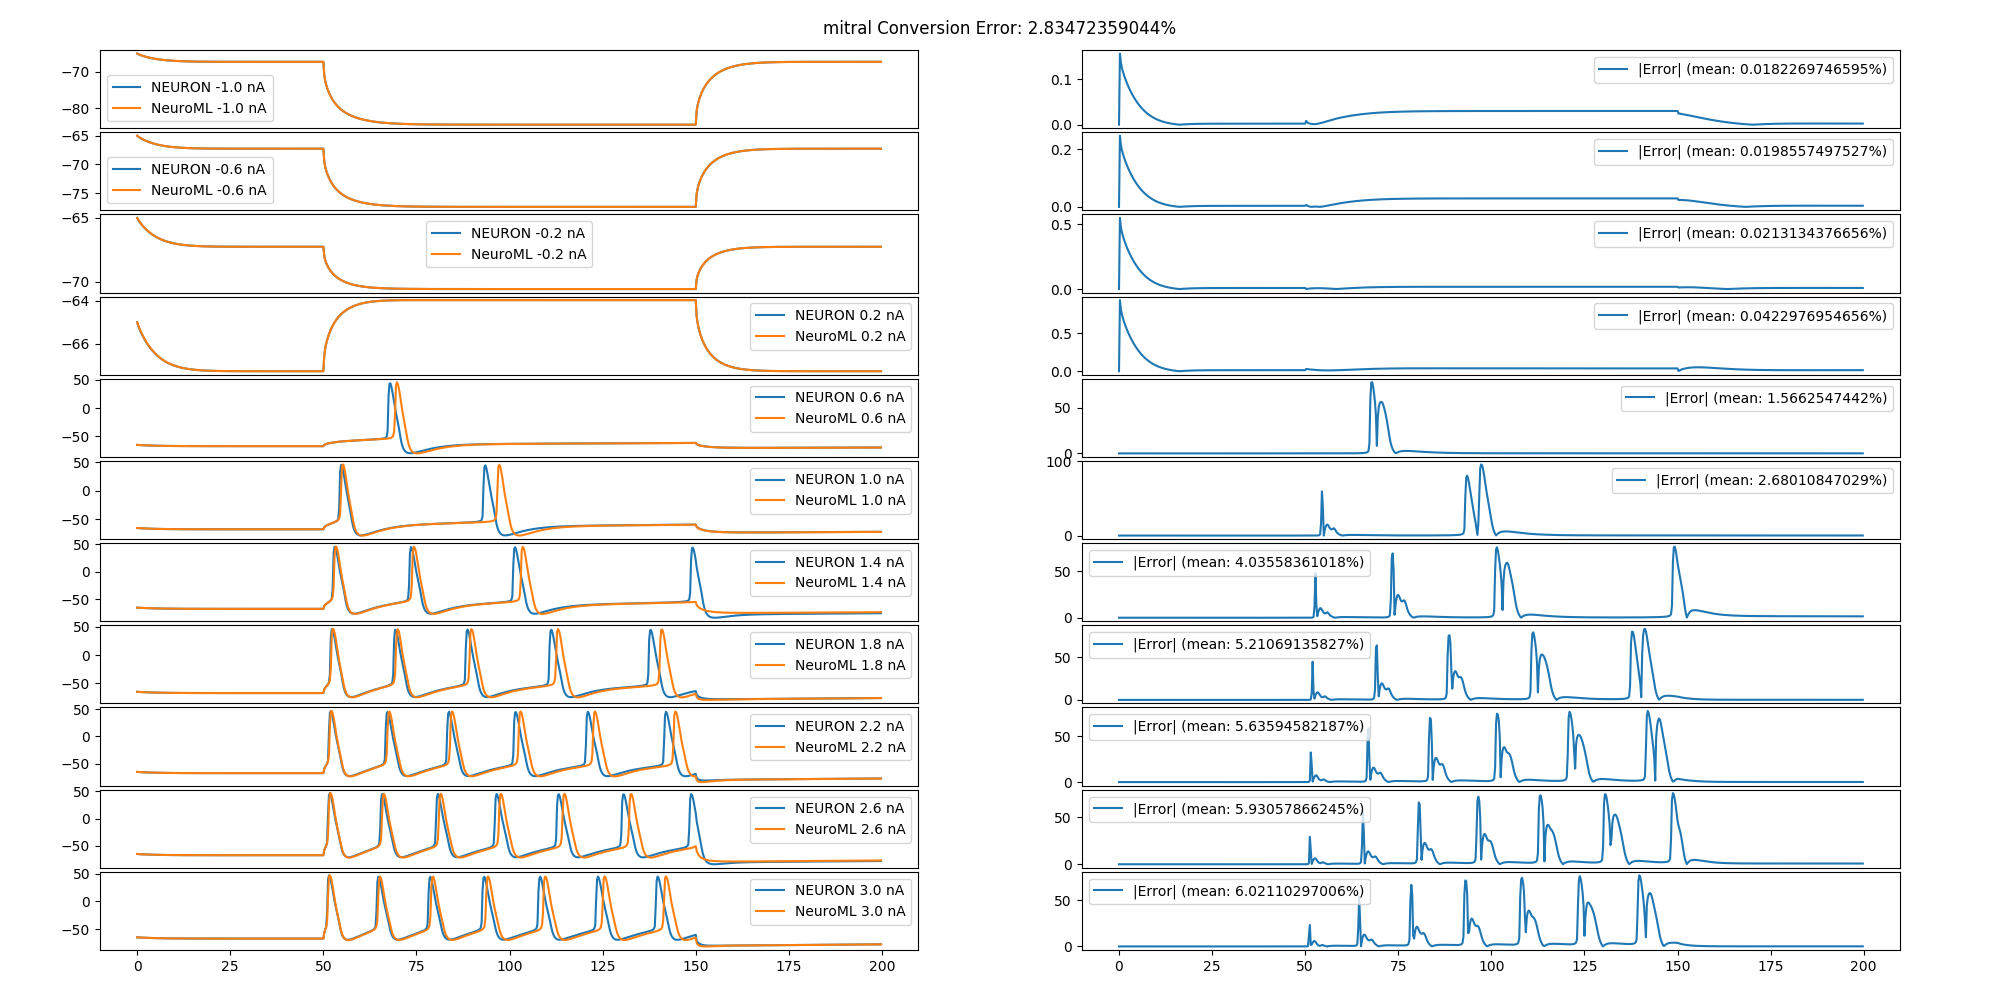 mitral Conversion Error: 2.83472359044%
−70
−80
NEURON -1.0 nA
NeuroML -1.0 nA
0.1
0.0
|Error| (mean: 0.0182269746595%)
−65
−70
−75
NEURON -0.6 nA
NeuroML -0.6 nA
0.2
0.0
|Error| (mean: 0.0198557497527%)
−65
−70
NEURON -0.2 nA
NeuroML -0.2 nA
0.5
0.0
|Error| (mean: 0.0213134376656%)
−64
−66
NEURON 0.2 nA
NeuroML 0.2 nA
0.5
0.0
|Error| (mean: 0.0422976954656%)
50
0
−50
NEURON 0.6 nA
NeuroML 0.6 nA
50
0
|Error| (mean: 1.5662547442%)
50
0
−50
NEURON 1.0 nA
NeuroML 1.0 nA
100
0
|Error| (mean: 2.68010847029%)
50
0
−50
NEURON 1.4 nA
NeuroML 1.4 nA
50
0
|Error| (mean: 4.03558361018%)
50
0
−50
NEURON 1.8 nA
NeuroML 1.8 nA
50
0
|Error| (mean: 5.21069135827%)
50
0
−50
NEURON 2.2 nA
NeuroML 2.2 nA
50
0
|Error| (mean: 5.63594582187%)
50
0
−50
NEURON 2.6 nA
NeuroML 2.6 nA
50
0
|Error| (mean: 5.93057866245%)
50
0
−50
NEURON 3.0 nA
NeuroML 3.0 nA
50
0
|Error| (mean: 6.02110297006%)
0 25 50 75 100 125 150 175 200
0 25 50 75 100 125 150 175 200